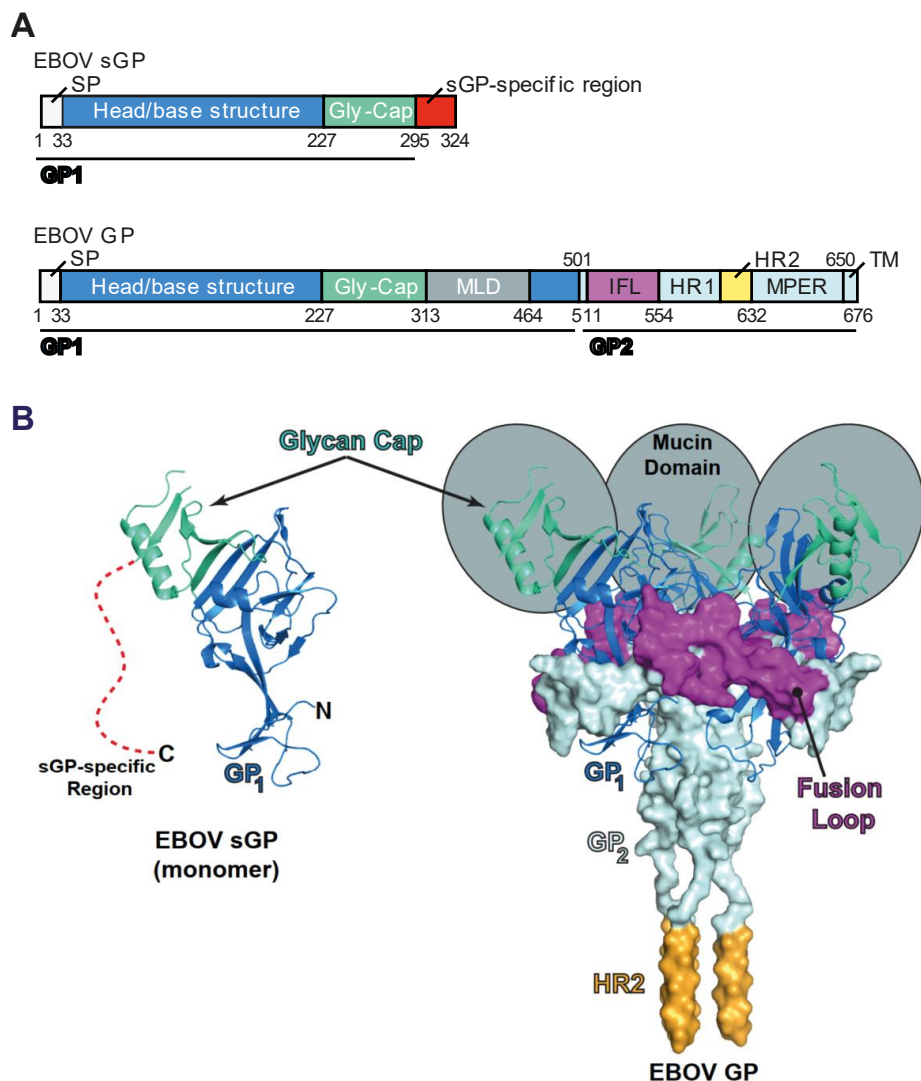 A
EBOV sGP
SP
sGP-specific region
Head/base structure
Gly-Cap
1 33 227 295 324
GP1
EBOV GP
SP
501
HR2
650
TM
Head/base structure
Gly-Cap
MLD
IFL
HR1
MPER
1 33 227 313 464 511 554 632 676
GP1
GP2
B
Glycan Cap
Mucin
Domain
N
C
sGP-specific
Region
GP1
GP1
Fusion
Loop
EBOV sGP
(monomer)
GP2
HR2
EBOV GP